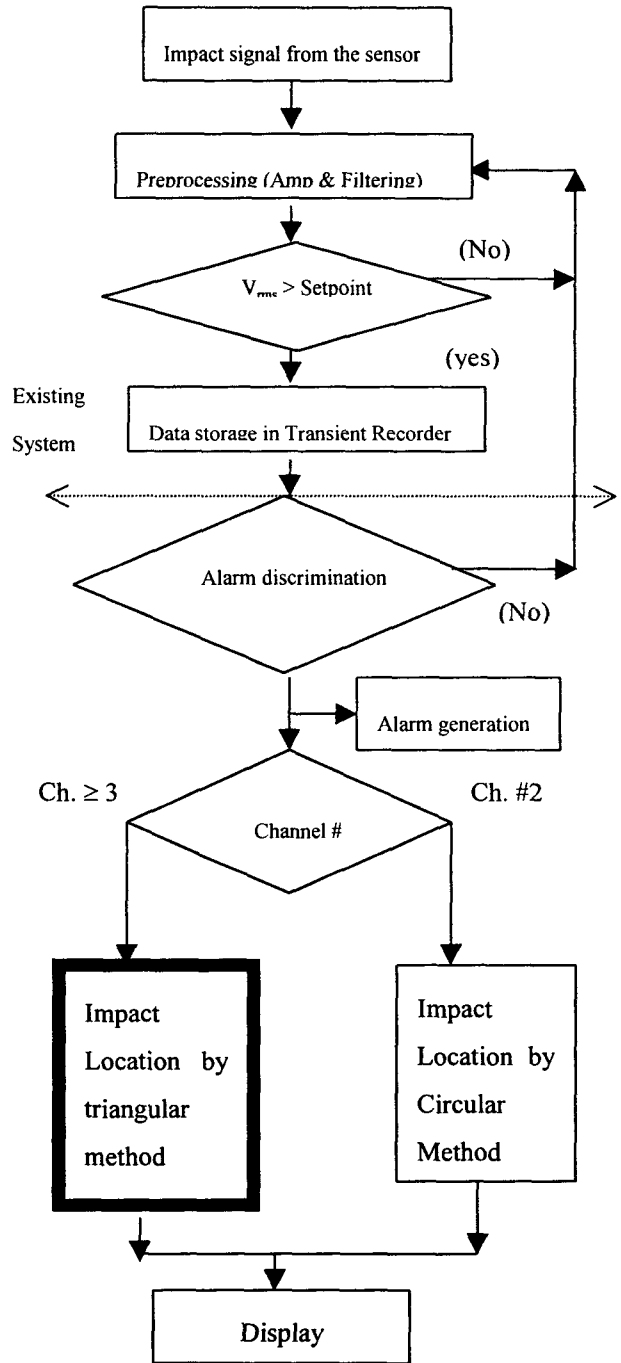 Impact signal from the sensor
Preprocessing (Amp & Filtering)
(No)
Vrms > Setpoint
(yes)
Existing
System
Data storage in Transient Recorder
Alarm discrimination
(No)
Alarm generation
Ch. ≥ 3
Ch. #2
Channel #
Impact
Location by
triangular
method
Impact
Location by
Circular
Method
Display